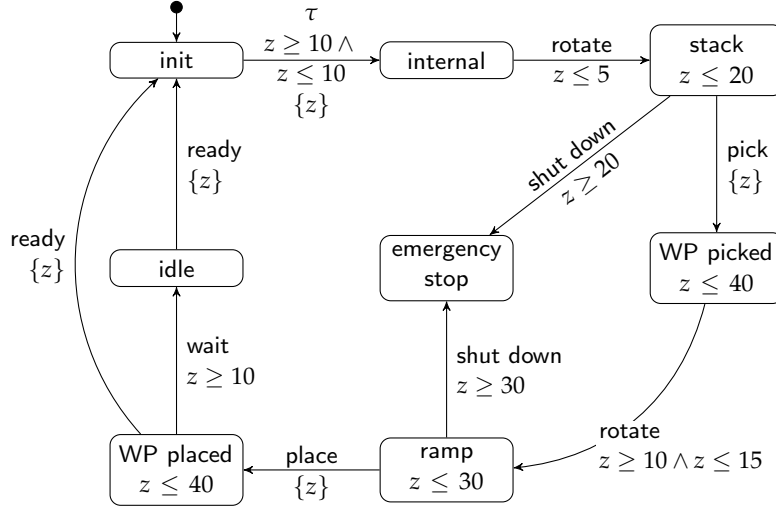 τ
z ≥ 10 ∧
z ≤ 10
{z}
init
internal
rotate
z ≤ 5
stack
z ≤ 20
shut down
z ≥ 20
pick
{z}
ready
{z}
ready
{z}
idle
emergency
stop
WP picked
z ≤ 40
wait
z ≥ 10
shut down
z ≥ 30
rotate
z ≥ 10 ∧ z ≤ 15
WP placed
z ≤ 40
place
{z}
ramp
z ≤ 30